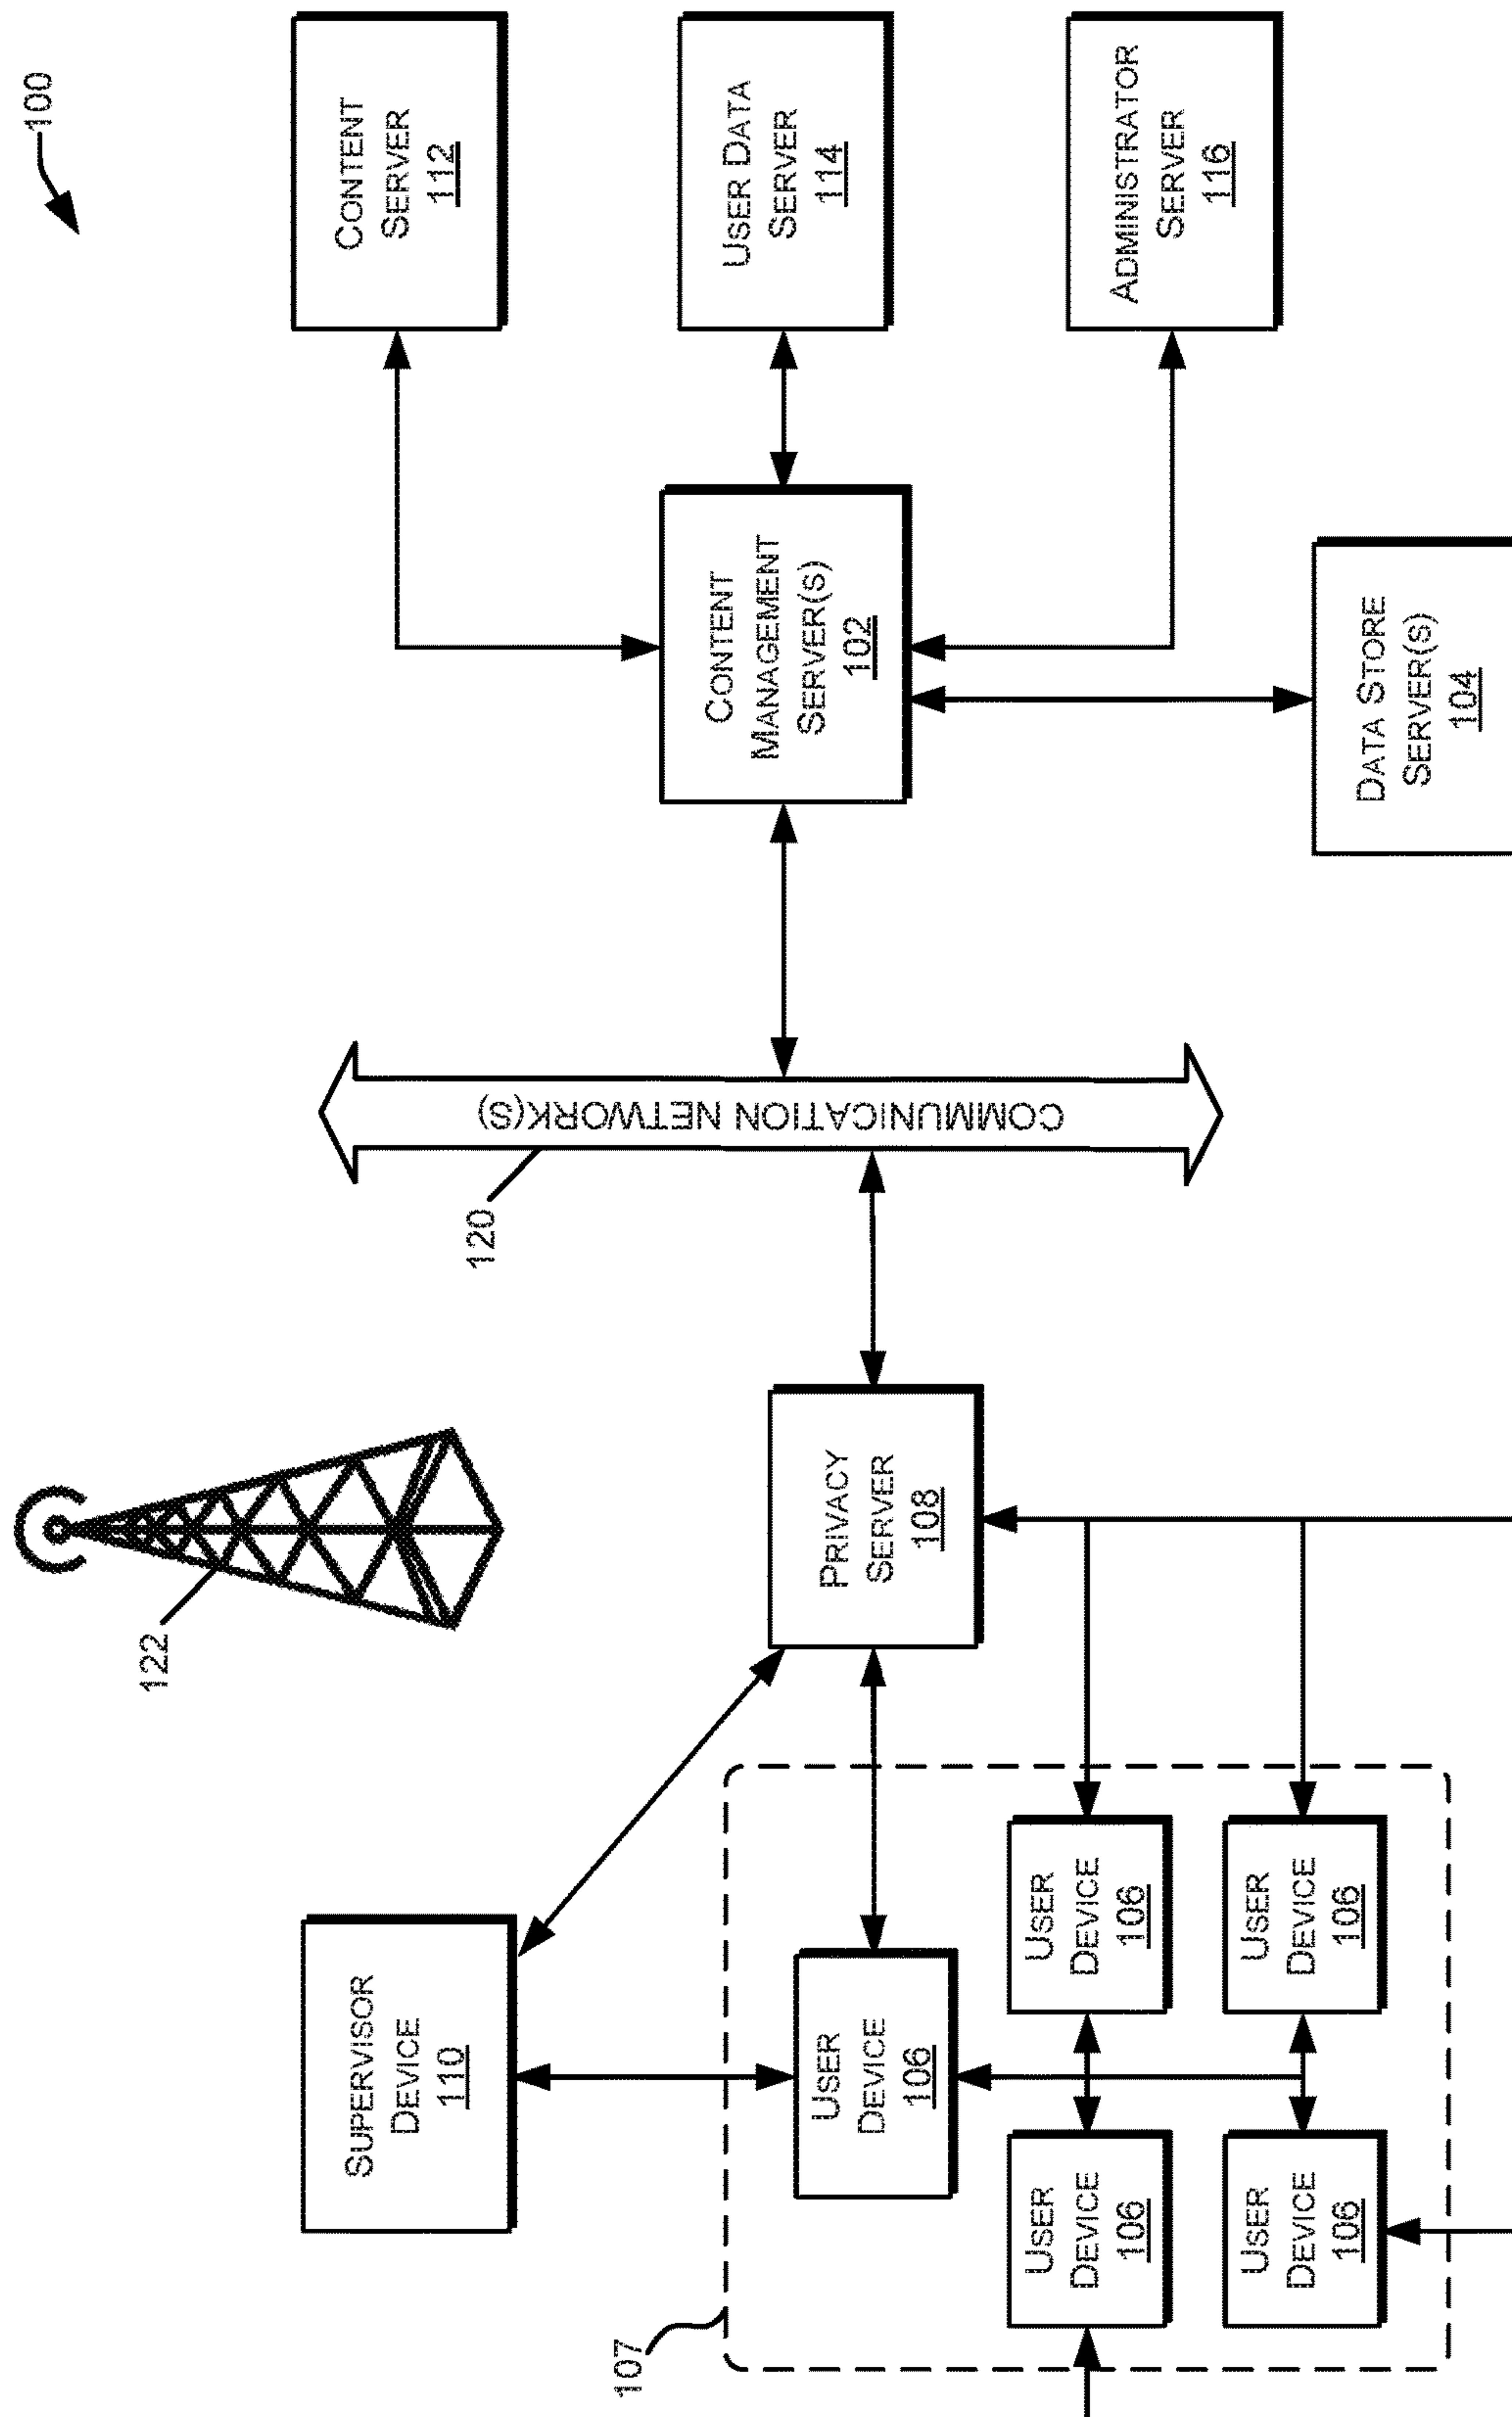 100
122
SUPERVISOR
DEVICE
110
120
CONTENT
SERVER
112
107
USER
DEVICE
106
PRIVACY
SERVER
108
COMMUNICATION NETWORK(S)
CONTENT
MANAGEMENT
SERVER(S)
102
USER DATA
SERVER
114
USER
DEVICE
106
USER
DEVICE
106
ADMINISTRATOR
SERVER
116
USER
DEVICE
106
USER
DEVICE
106
DATA STORE
SERVER(S)
104